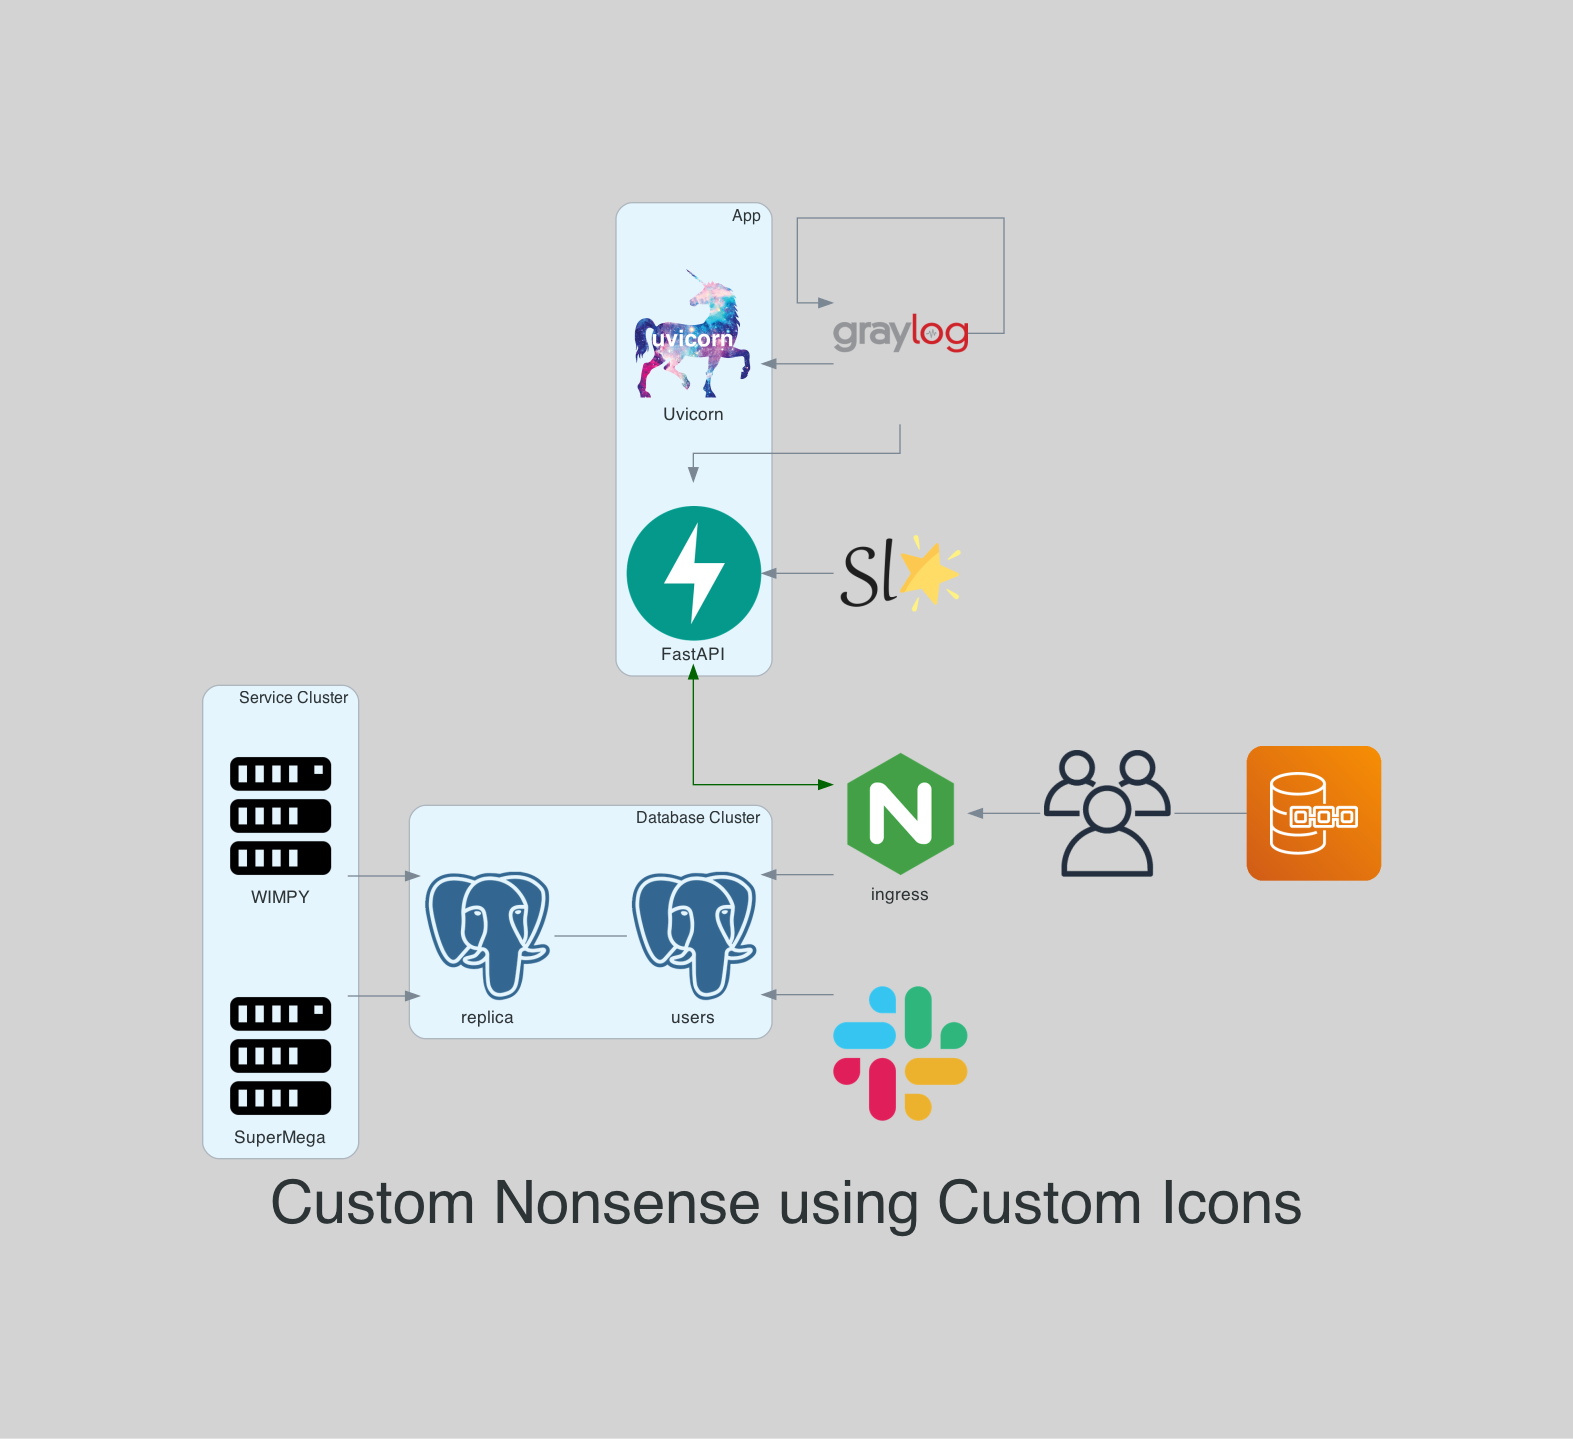 App
uvicorn
Uvicorn
graylog
FastAPI
Sl
Service Cluster
WIMPY
SuperMega
Database Cluster
replica
users
N
ingress
Custom Nonsense using Custom Icons